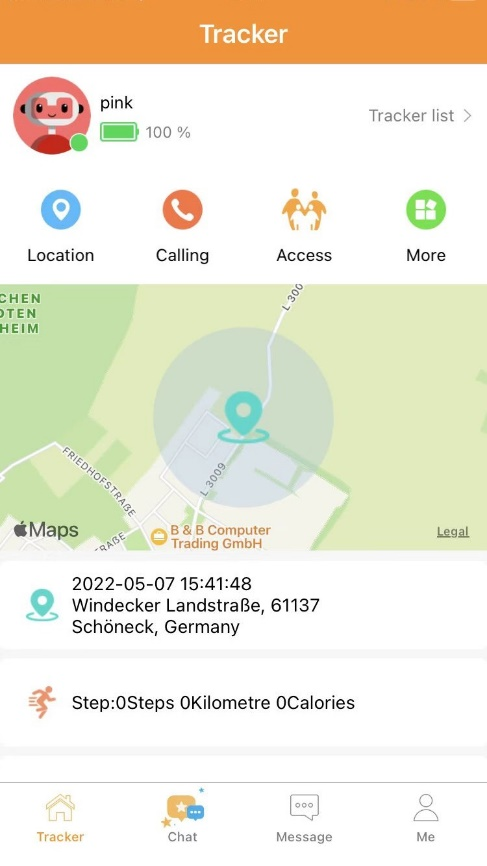 Tracker
pink
100 %
Tracker list
Location
Calling
Access
More
CHEN
OTEN
HEIM
L 300
FRIEDHOFSTRAßE
L 3009
RAßE
Maps
B & B Computer
Trading GmbH
Legal
2022-05-07 15:41:48
Windecker Landstraße, 61137
Schöneck, Germany
Step:0Steps 0Kilometre 0Calories
Tracker
Chat
Message
Me